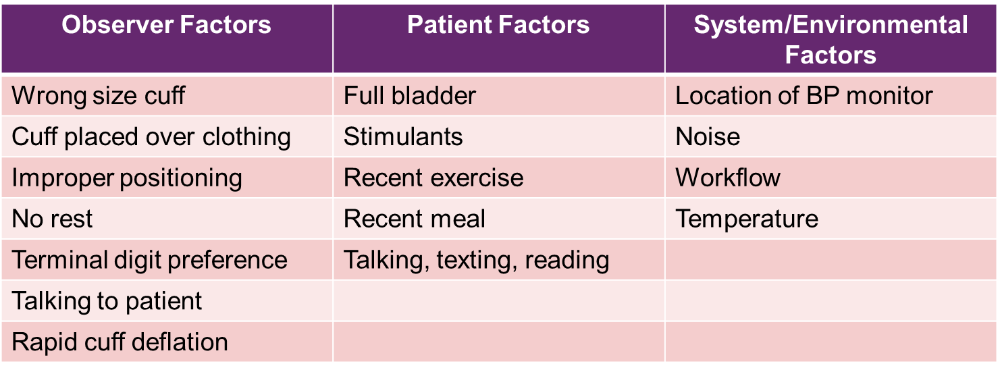 Observer Factors
Patient Factors
System/Environmental
Factors
Wrong size cuff
Full bladder
Location of BP monitor
Cuff placed over clothing
Stimulants
Noise
Improper positioning
Recent exercise
Workflow
No rest
Recent meal
Temperature
Terminal digit preference
Talking, texting, reading
Talking to patient
Rapid cuff deflation